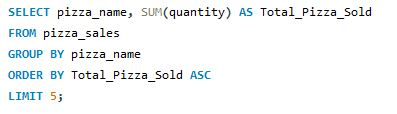 SELECT pizza_name, SUM(quantity) AS Total_Pizza_Sold
FROM pizza_sales
GROUP BY pizza_name
ORDER BY Total_Pizza_Sold ASC
LIMIT 5;